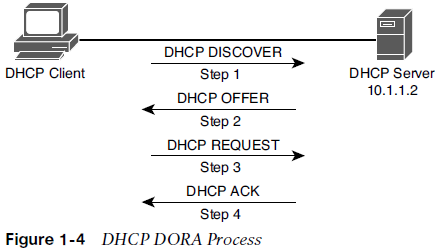 DHCP DISCOVER
DHCP Client
Step 1
DHCP Server
10.1.1.2
DHCP OFFER
Step 2
DHCP REQUEST
Step 3
DHCP ACK
Step 4
Figure 1-4 DHCP DORA Process